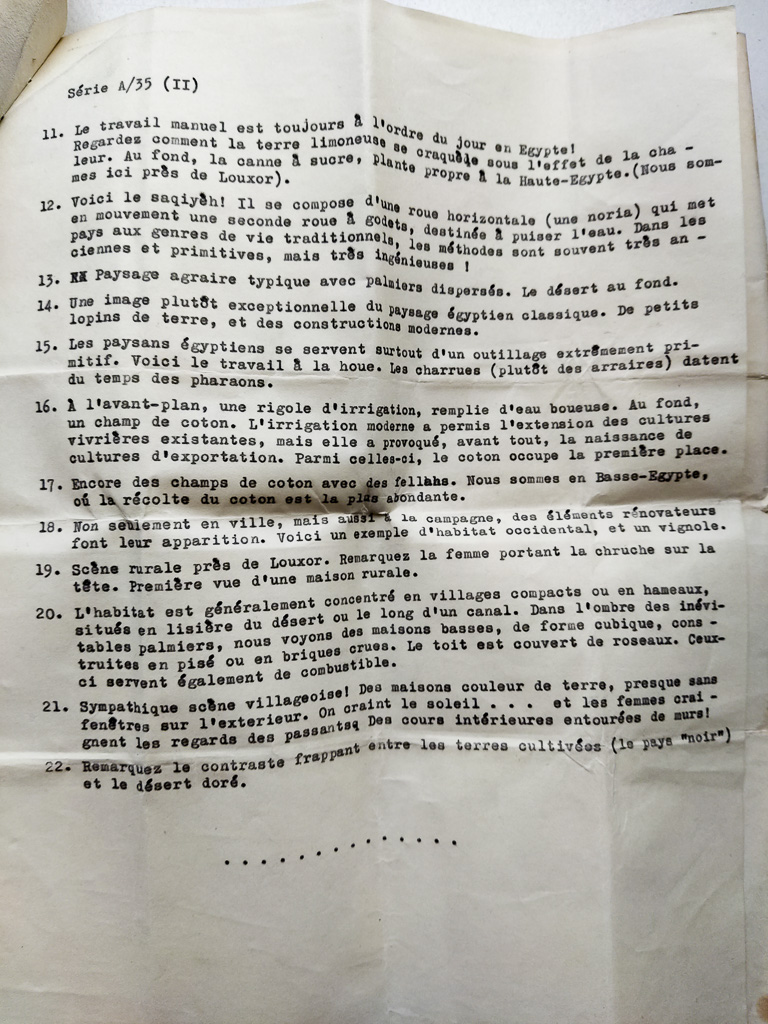 Série A/35 (II)
11. Le travail manuel est toujours à l'ordre du jour en Egypte!
Regardez comment la terre limoneuse se craquèle sous l'effet de la cha -
leur. Au fond, la canne à sucre, plante propre à la Haute-Egypte.(Nous som-
mes ici près de Louxor).
12. Voici le saqiyèh! Il se compose d'une roue horizontale (une noria) qui met
en mouvement une seconde roue à godets, destinée à puiser l'eau. Dans les
pays aux genres de vie traditionnels, les méthodes sont souvent très an -
ciennes et primitives, mais très ingénieuses !
13. XX Paysage agraire typique avec palmiers dispersés. Le désert au fond.
14. Une image plutôt exceptionnelle du paysage égyptien classique. De petits
lopins de terre, et des constructions modernes.
15. Les paysans égyptiens se servent surtout d'un outillage extrêmement pri-
mitif. Voici le travail à la houe. Les charrues (plutôt des arraires) datent
du temps des pharaons.
16. À l'avant-plan, une rigole d'irrigation, remplie d'eau boueuse. Au fond,
un champ de coton. L'irrigation moderne a permis l'extension des cultures
vivrières existantes, mais elle a provoqué, avant tout, la naissance de
cultures d'exportation. Parmi celles-ci, le coton occupe la première place.
17. Encore des champs de coton avec des fellahs. Nous sommes en Basse-Egypte,
où la récolte du coton est la plus abondante.
18. Non seulement en ville, mais aussi à la campagne, des éléments rénovateurs
font leur apparition. Voici un exemple d'habitat occidental, et un vignole.
19. Scène rurale près de Louxor. Remarquez la femme portant la chruche sur la
tête. Première vue d'une maison rurale.
20. L'habitat est généralement concentré en villages compacts ou en hameaux,
situés en lisière du désert ou le long d'un canal. Dans l'ombre des inévi-
tables palmiers, nous voyons des maisons basses, de forme cubique, cons -
truites en pisé ou en briques crues. Le toit est couvert de roseaux. Ceux-
ci servent également de combustible.
21. Sympathique scène villageoise! Des maisons couleur de terre, presque sans
fenêtres sur l'exterieur. On craint le soleil . . . et les femmes crai -
gnent les regards des passants. Des cours intérieures entourées de murs!
22. Remarquez le contraste frappant entre les terres cultivées (le pays "noir")
et le désert doré.
. . . . . . . . . . . . . .